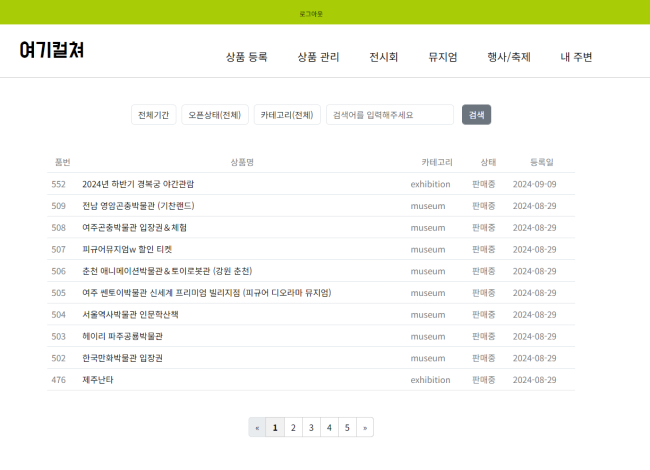 로그아웃
여기컬쳐
상품 등록 상품 관리 전시회 뮤지엄 행사/축제 내 주변
전체기간 오픈상태(전체) 카테고리(전체) 검색어를 입력해주세요 검색
품번 상품명 카테고리 상태 등록일
552 2024년 하반기 경복궁 야간관람 exhibition 판매중 2024-09-09
509 전남 영암곤충박물관 (기찬랜드) museum 판매중 2024-08-29
508 여주곤충박물관 입장권&체험 museum 판매중 2024-08-29
507 피규어뮤지엄w 할인 티켓 museum 판매중 2024-08-29
506 춘천 애니메이션박물관&토이로봇관 (강원 춘천) museum 판매중 2024-08-29
505 여주 쎈토이박물관 신세계 프리미엄 빌리지점 (피규어 디오라마 뮤지엄) museum 판매중 2024-08-29
504 서울역사박물관 인문학산책 museum 판매중 2024-08-29
503 헤이리 파주공룡박물관 museum 판매중 2024-08-29
502 한국만화박물관 입장권 museum 판매중 2024-08-29
476 제주난타 exhibition 판매중 2024-08-29
« 1 2 3 4 5 »